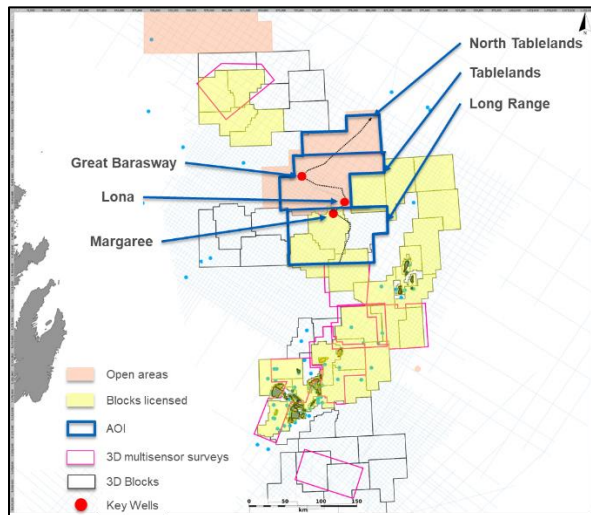 North Tablelands
Tablelands
Long Range
Great Barasway
Lona
Margaree
Open areas
Blocks licensed
AOI
3D multisensor surveys
3D Blocks
Key Wells
0 50 100 150
km